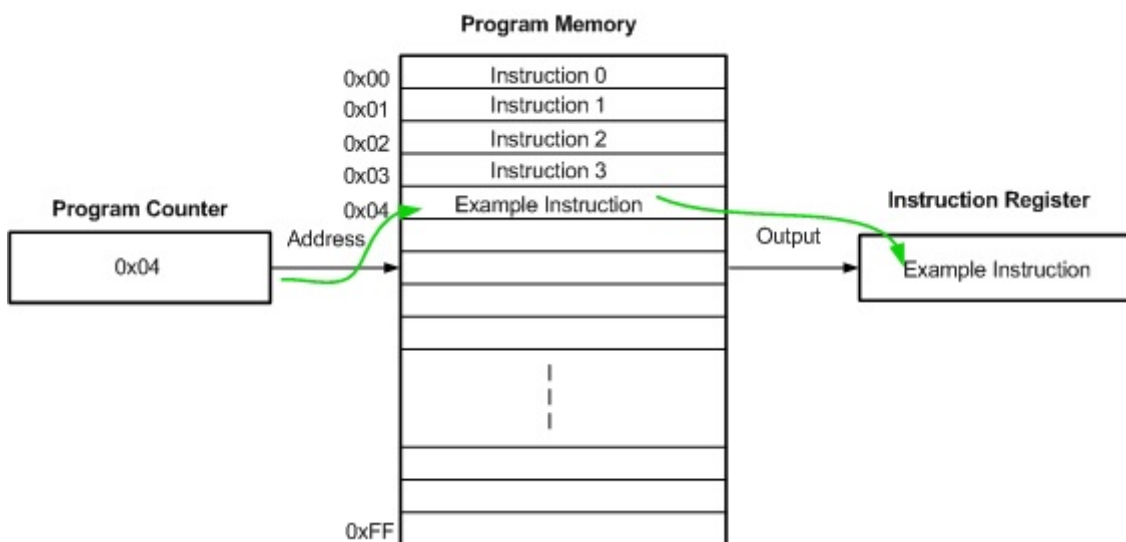 Program Memory
0x00
Instruction 0
0x01
Instruction 1
0x02
Instruction 2
0x03
Instruction 3
0x04
Example Instruction
Program Counter
0x04
Address
Output
Instruction Register
Example Instruction
0xFF